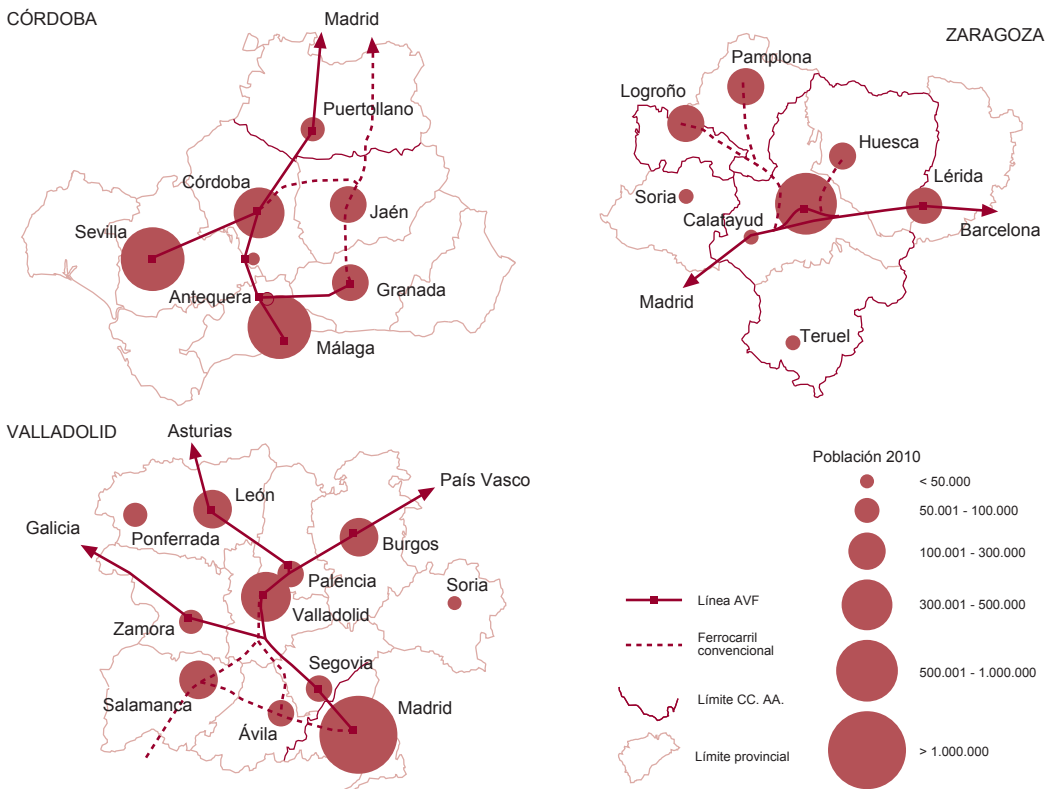 CÓRDOBA
Madrid
Puertollano
Córdoba
Jaén
Sevilla
Antequera
Granada
Málaga
ZARAGOZA
Pamplona
Logroño
Huesca
Soria
Lérida
Calatayud
Barcelona
Madrid
Teruel
VALLADOLID
Asturias
País Vasco
León
Galicia
Ponferrada
Burgos
Palencia
Soria
Valladolid
Zamora
Segovia
Salamanca
Madrid
Ávila
Línea AVF
Ferrocarril
convencional
Límite CC. AA.
Límite provincial
Población 2010
< 50.000
50.001 - 100.000
100.001 - 300.000
300.001 - 500.000
500.001 - 1.000.000
> 1.000.000